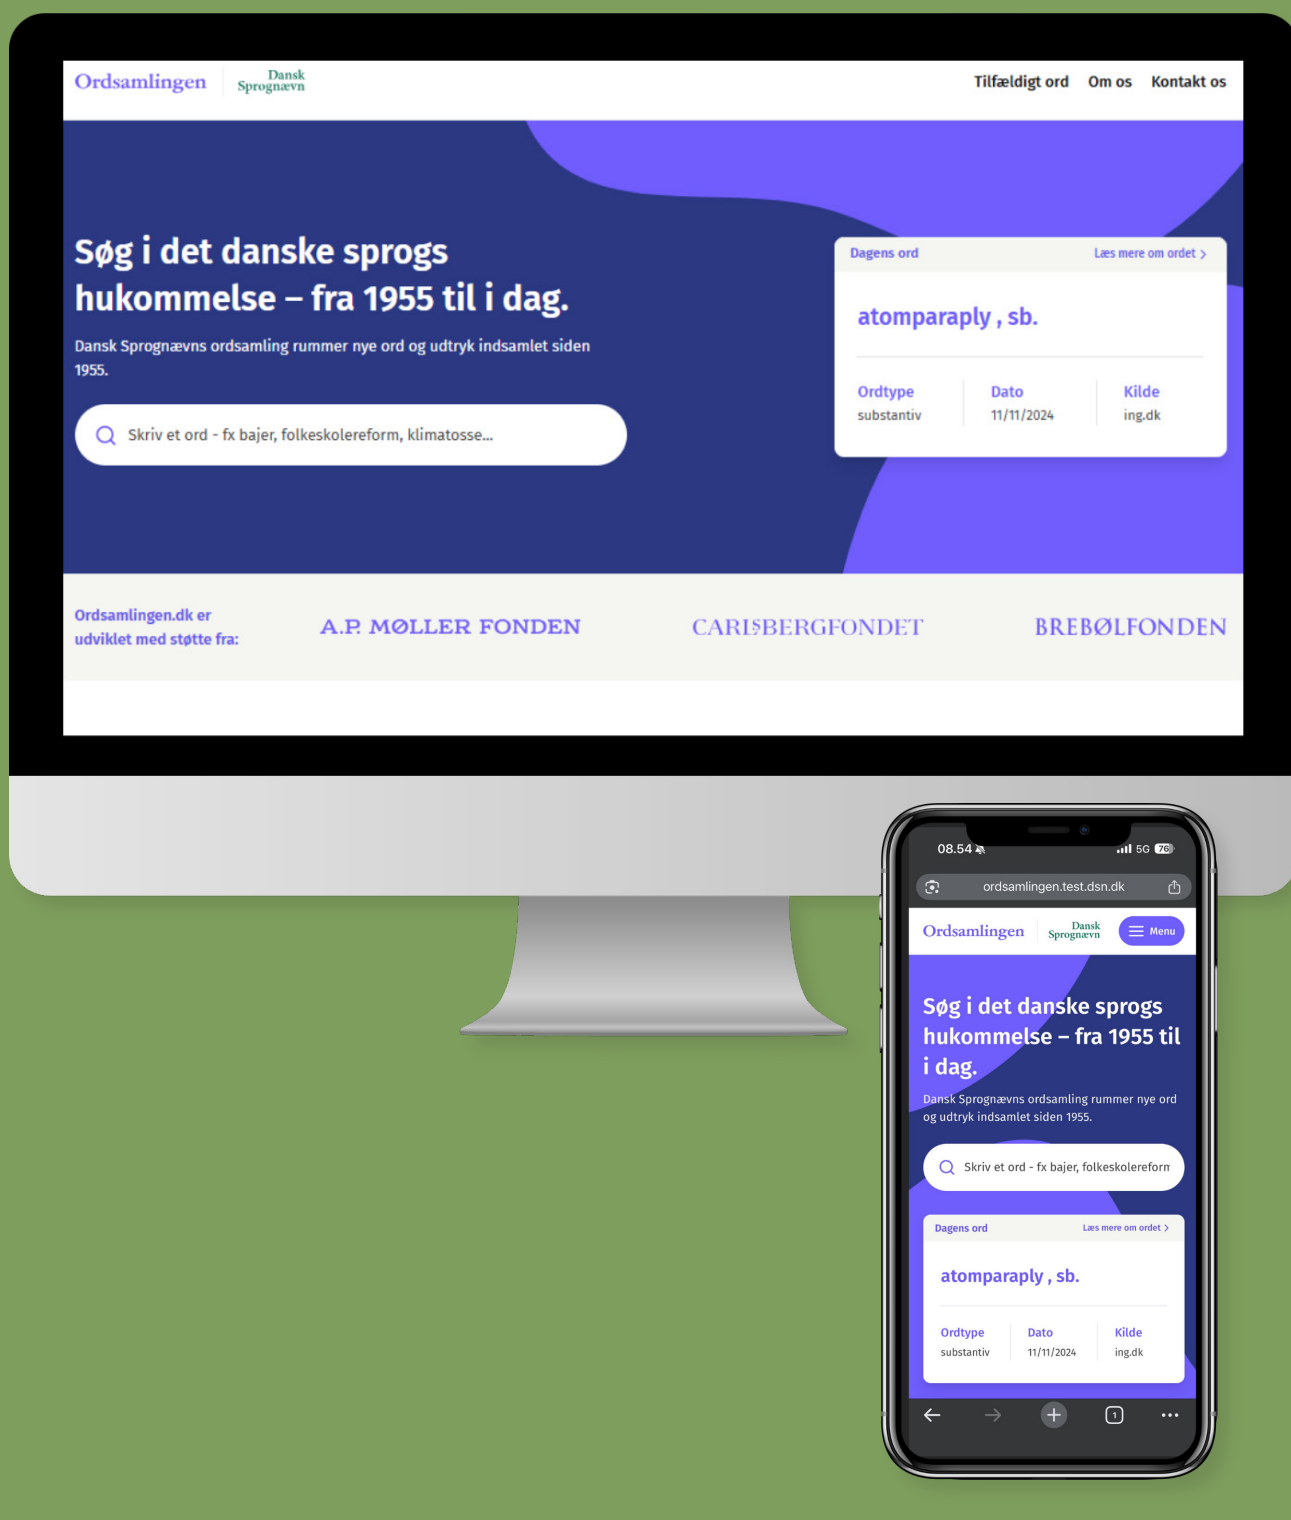 Ordsamlingen
Dansk
Sprognævn
Tilfældigt ord Om os Kontakt os
Søg i det danske sprogs
hukommelse – fra 1955 til i dag.
Dansk Sprognævns ordsamling rummer nye ord og udtryk indsamlet siden
1955.
Skriv et ord - fx bajer, folkeskolereform, klimatosse...
Dagens ord Læs mere om ordet >
atomparaply , sb.
Ordtype Dato Kilde
substantiv 11/11/2024 ing.dk
Ordsamlingen.dk er
udviklet med støtte fra:
A.P. MØLLER FONDEN CARLSBERGFONDET BREBØLFONDEN
08.54 5G 76
ordsamlingen.test.dsn.dk
Ordsamlingen
Dansk
Sprognævn
Menu
Søg i det danske sprogs
hukommelse – fra 1955 til
i dag.
Dansk Sprognævns ordsamling rummer nye ord
og udtryk indsamlet siden 1955.
Skriv et ord - fx bajer, folkeskolereform
Dagens ord Læs mere om ordet >
atomparaply , sb.
Ordtype Dato Kilde
substantiv 11/11/2024 ing.dk
1